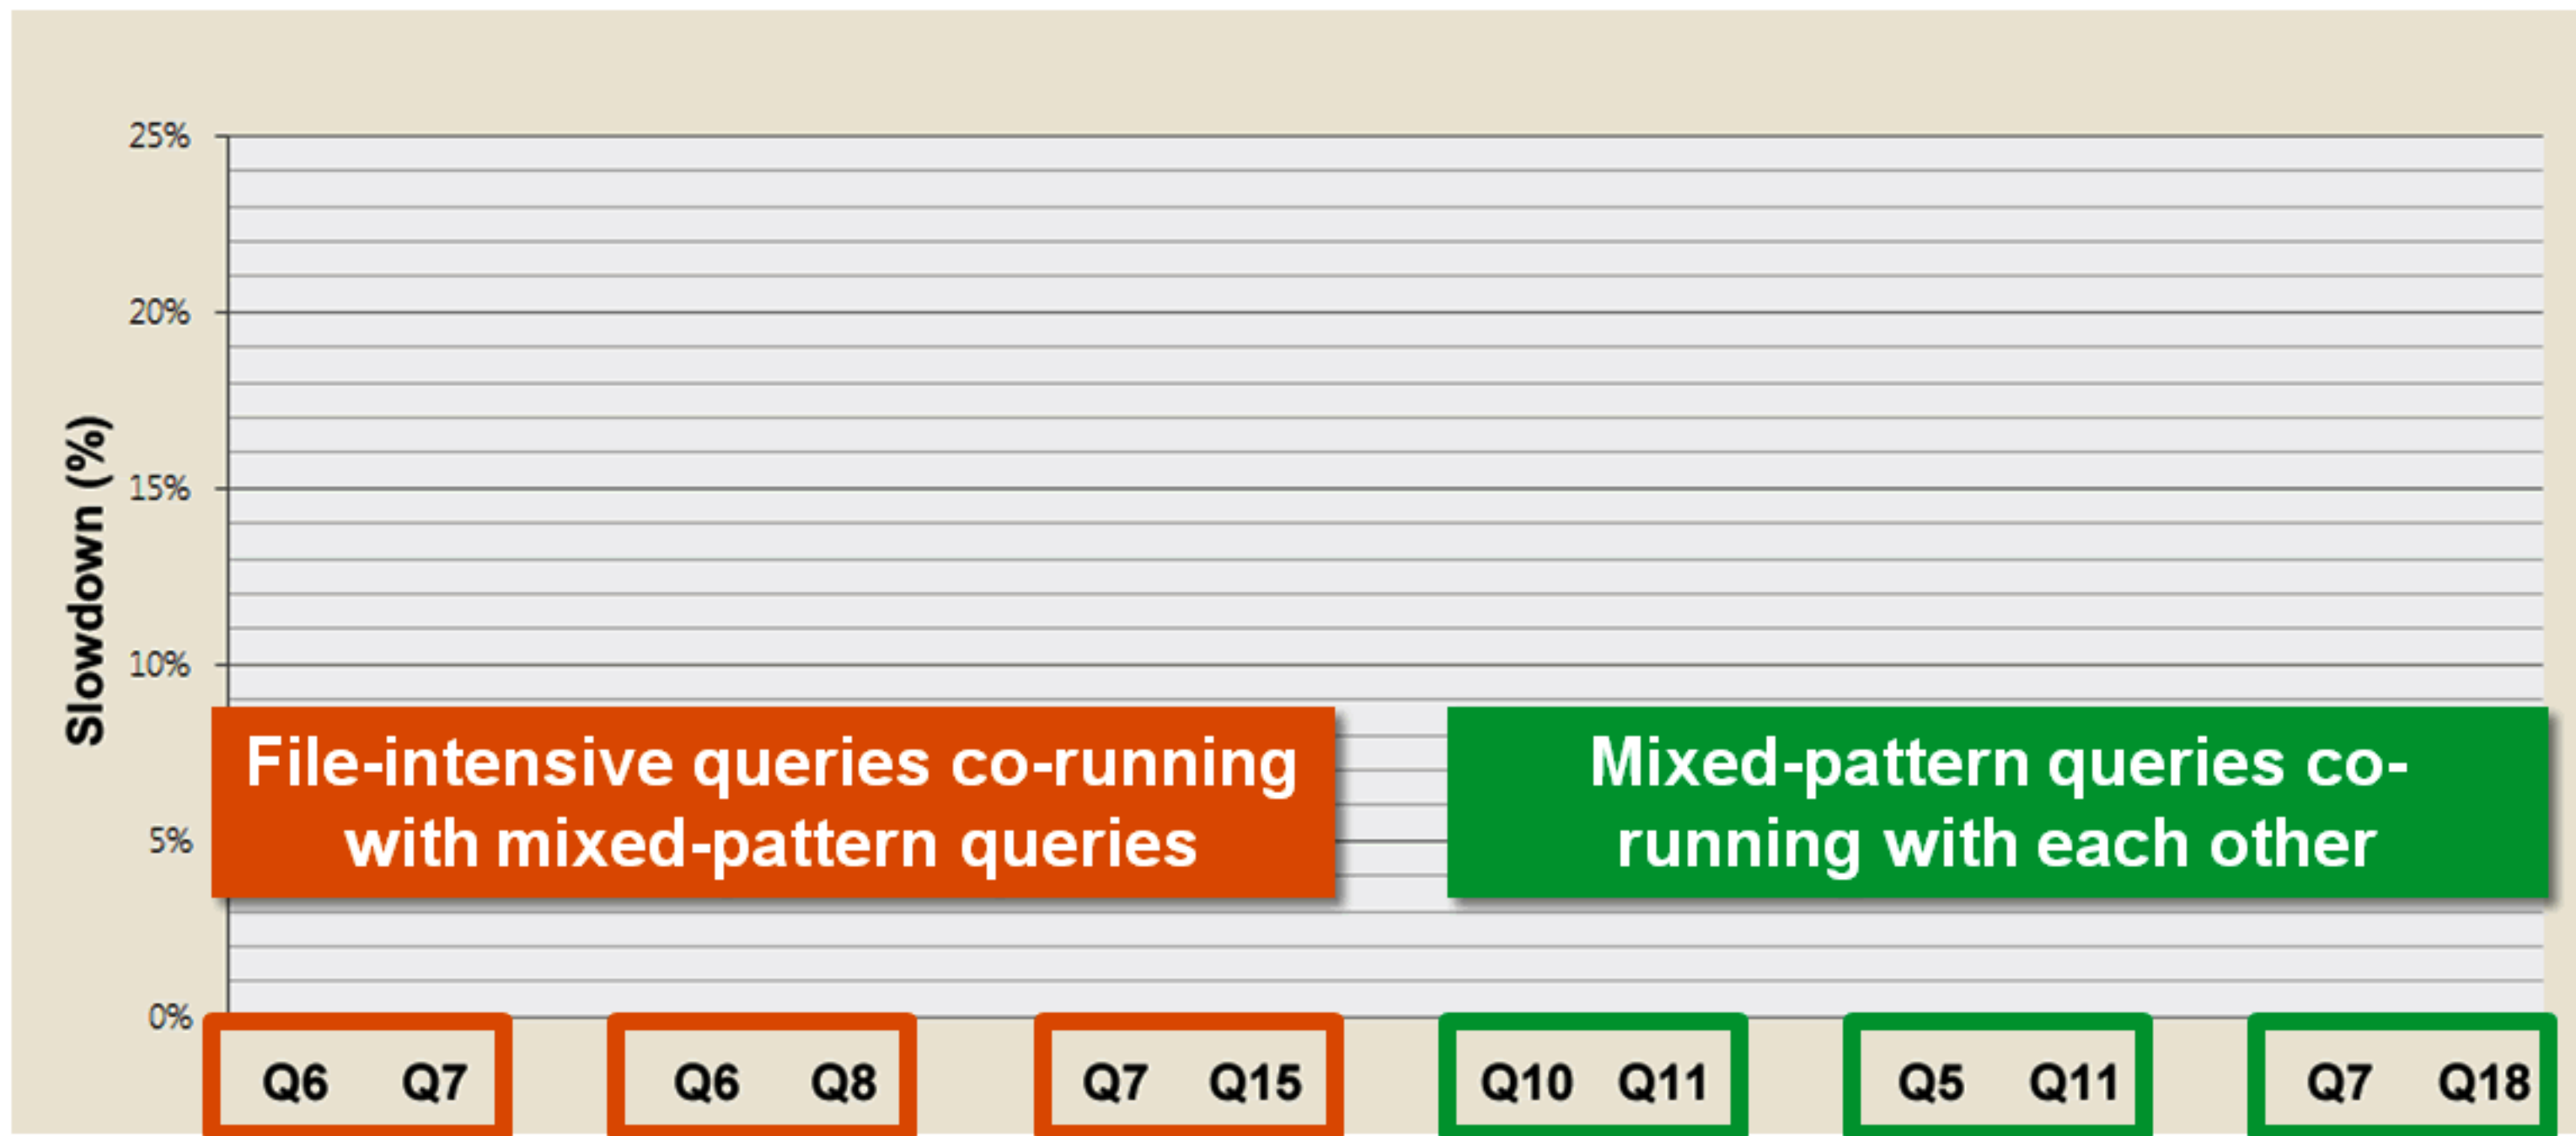 25%
20%
15%
10%
5%
0%
Slowdown (%)
File-intensive queries co-running
with mixed-pattern queries
Mixed-pattern queries co-
running with each other
Q6 Q7 Q6 Q8 Q7 Q15 Q10 Q11 Q5 Q11 Q7 Q18